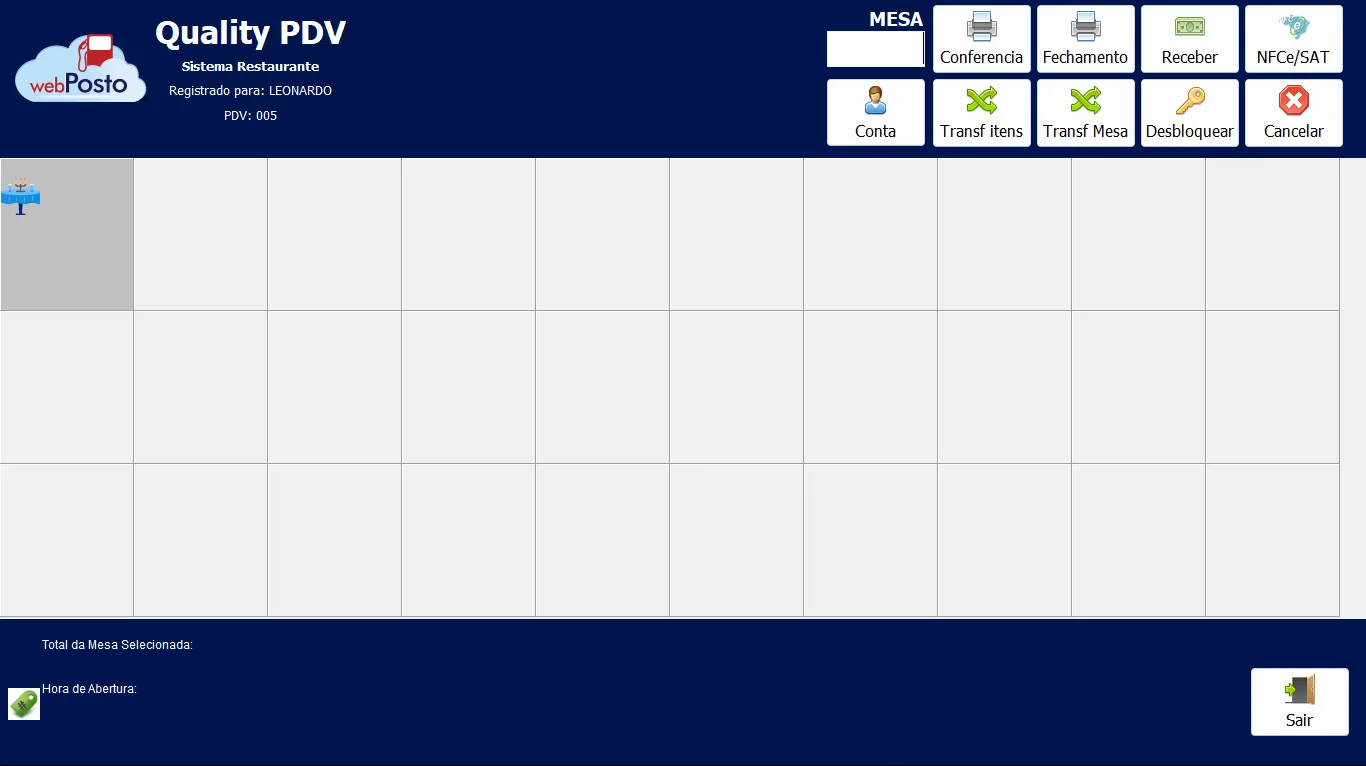 webPosto
Quality PDV
Sistema Restaurante
Registrado para: LEONARDO
PDV: 005
MESA
Conferencia
Fechamento
Receber
NFCe/SAT
Conta
Transf itens
Transf Mesa
Desbloquear
Cancelar
Total da Mesa Selecionada:
Hora de Abertura:
Sair